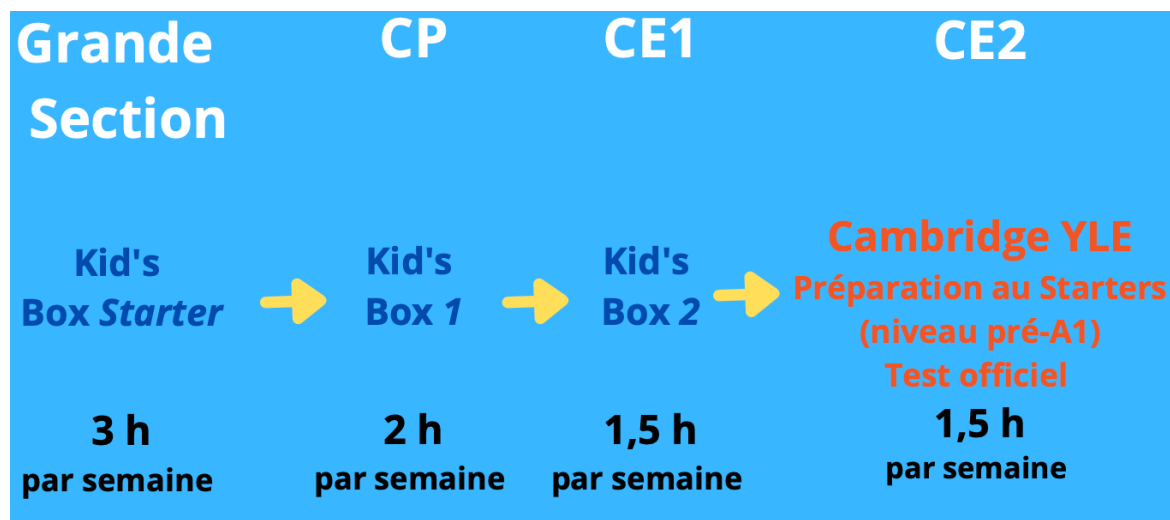 Grande
Section
CP
CE1
CE2
Kid's
Box Starter
Kid's
Box 1
Kid's
Box 2
Cambridge YLE
Préparation au Starters
(niveau pré-A1)
Test officiel
3 h
par semaine
2 h
par semaine
1,5 h
par semaine
1,5 h
par semaine